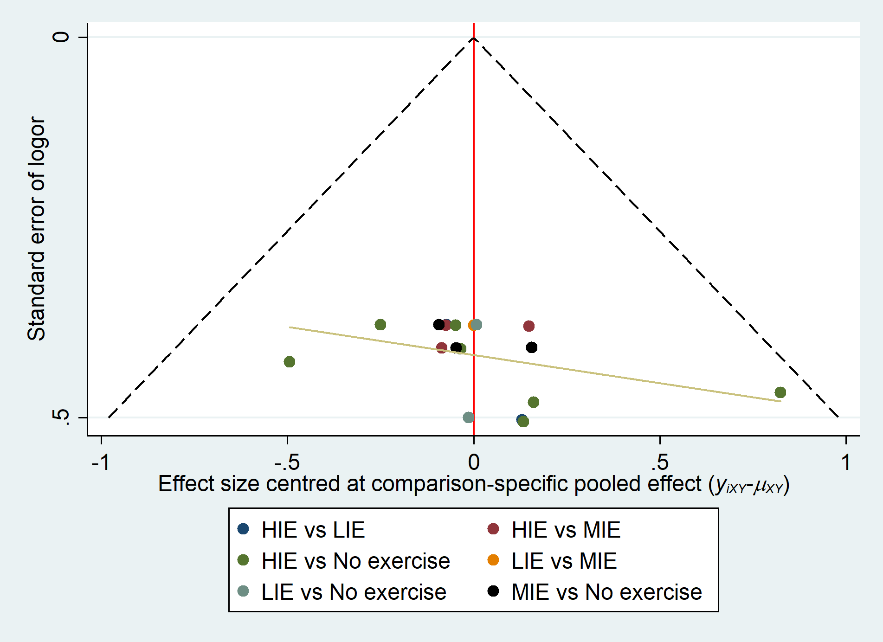 0
.5
Standard error of logor
-1 -.5 0 .5 1
Effect size centred at comparison-specific pooled effect (yiXY-μXY)
HIE vs LIE HIE vs MIE
HIE vs No exercise LIE vs MIE
LIE vs No exercise MIE vs No exercise